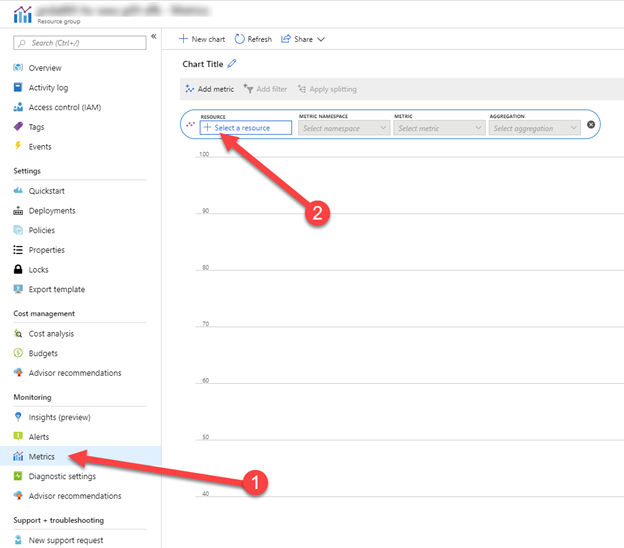 - Metrics
Resource group
Search (Ctrl+/)
«
Overview
Activity log
Access control (IAM)
Tags
Events
Settings
Quickstart
Deployments
Policies
Properties
Locks
Export template
Cost management
Cost analysis
Budgets
Advisor recommendations
Monitoring
Insights (preview)
Alerts
Metrics
Diagnostic settings
Advisor recommendations
Support + troubleshooting
New support request
+ New chart Refresh Share
Chart Title
Add metric Add filter Apply splitting
RESOURCE METRIC NAMESPACE METRIC AGGREGATION
+ Select a resource Select namespace Select metric Select aggregation
100
90
80
70
60
50
40
2
1